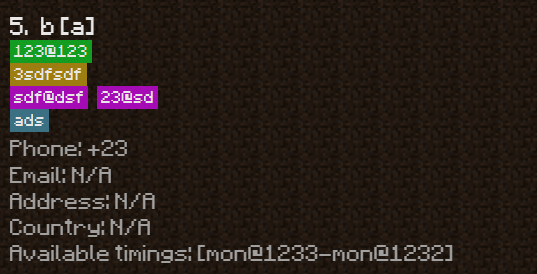 5. b [a]
123@123
3sdfsdf
sdf@dsf 23@sd
ads
Phone: +23
Email: N/A
Address: N/A
Country: N/A
Available timings: [mon@1233-mon@1232]